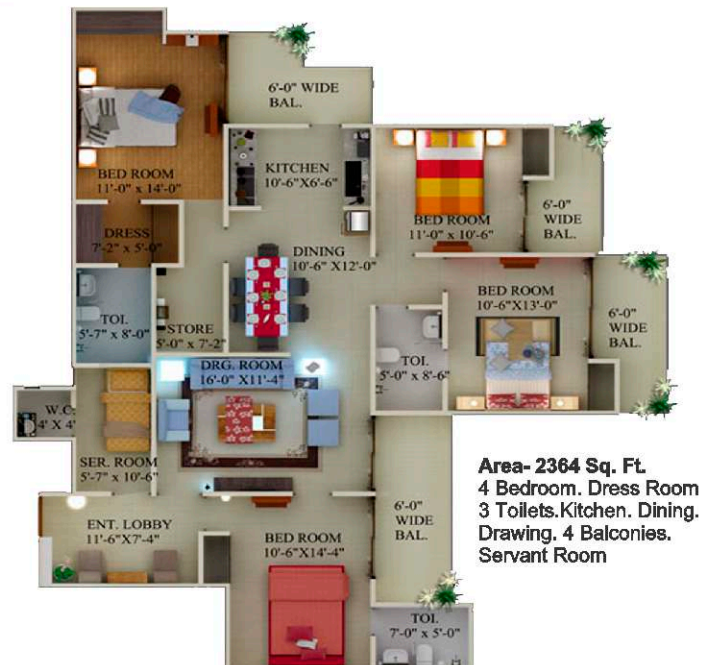 6'-0" WIDE
BAL.
KITCHEN
10'-6"X6'-6"
BED ROOM
11'-0" x 14'-0"
BED ROOM
11'-0" x 10'-6"
6'-0"
WIDE
BAL.
DRESS
7'-2" x 5'-0"
DINING
10'-6" X12'-0"
BED ROOM
10'-6"X13'-0"
6'-0"
WIDE
BAL.
TOI.
5'-7" x 8'-0"
STORE
5'-0" x 7'-2"
TOI.
5'-0" x 8'-6"
DRG. ROOM
16'-0" X11'-4"
W.C.
4' X 4'
SER. ROOM
5'-7" x 10'-6"
Area- 2364 Sq. Ft.
4 Bedroom. Dress Room
3 Toilets.Kitchen. Dining.
Drawing. 4 Balconies.
Servant Room
6'-0"
WIDE
BAL.
ENT. LOBBY
11'-6"X7'-4"
BED ROOM
10'-6"X14'-4"
TOI.
7'-0" x 5'-0"